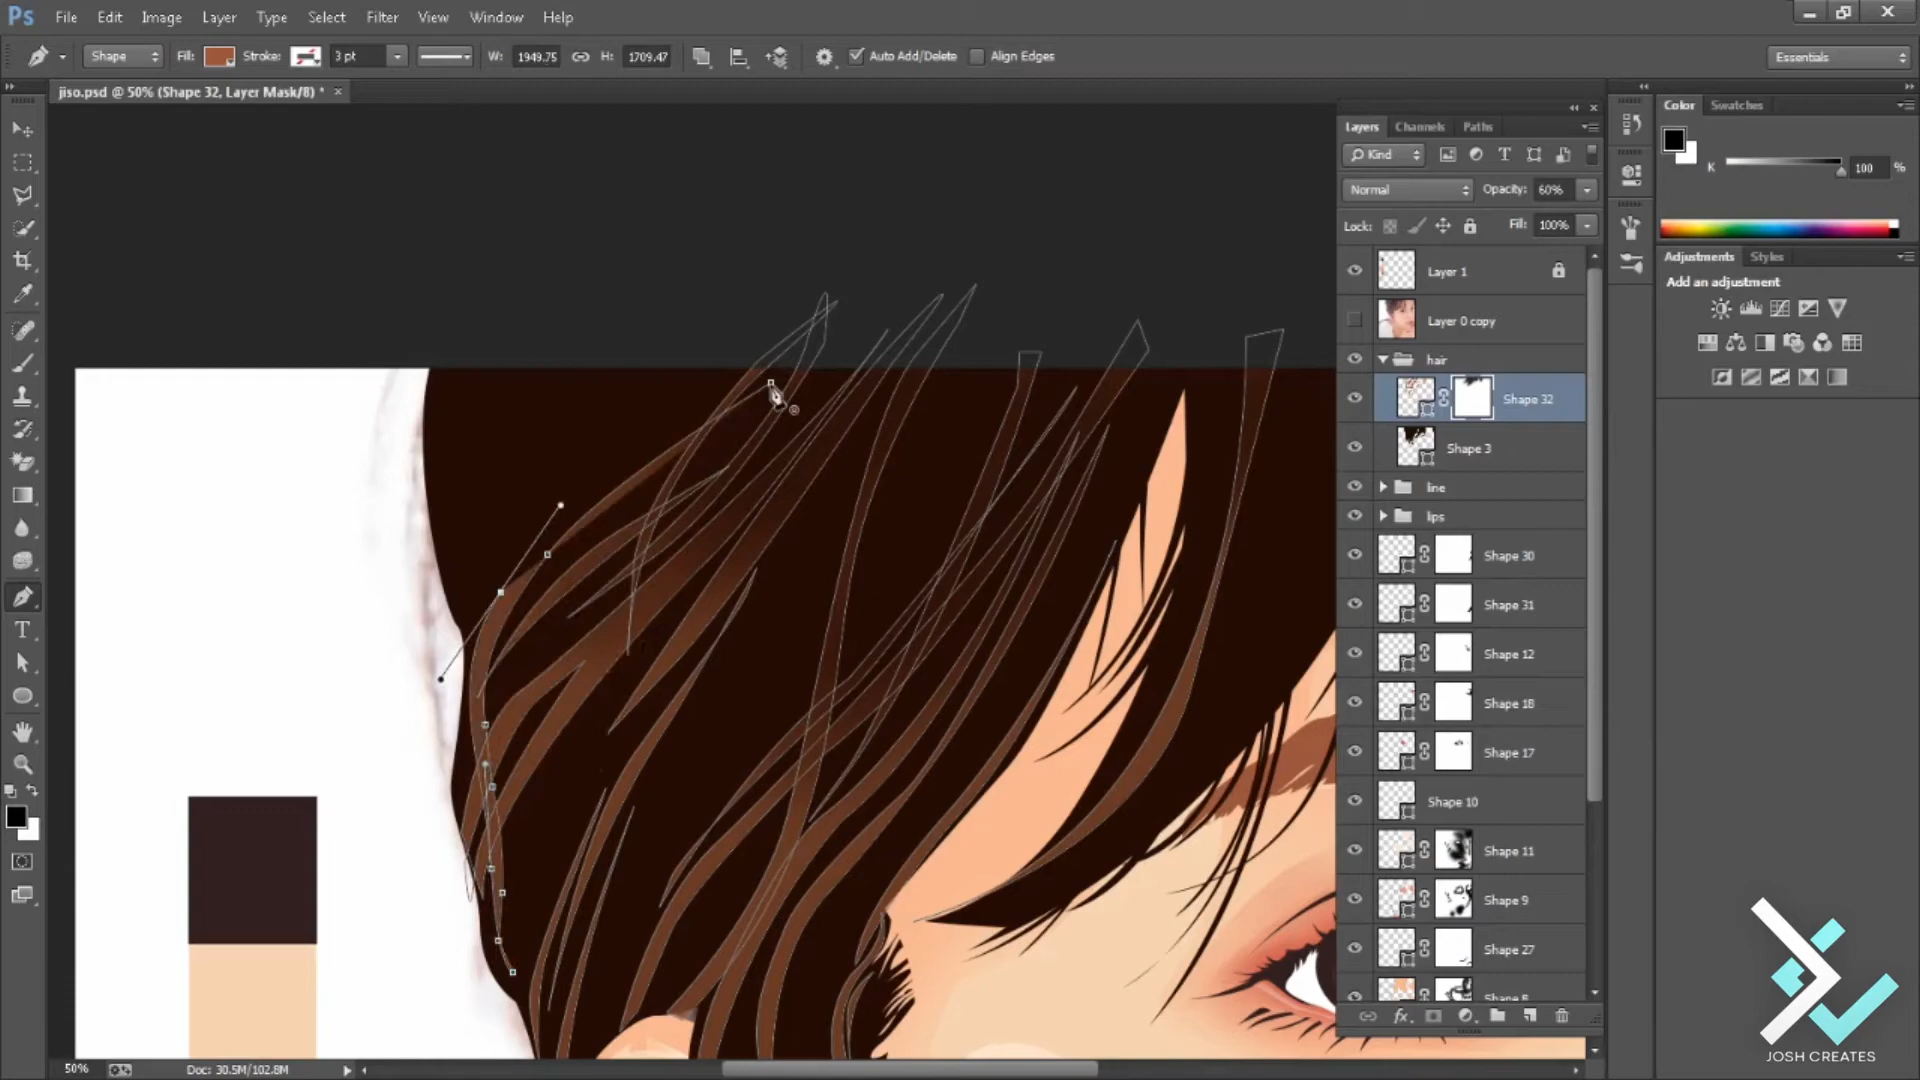 Ps File Edit Image Layer Type Select Filter View Window Help
Shape Fill: Stroke: 3 pt W: 1949.75 H: 1709.47 Auto Add/Delete Align Edges Essentials
jiso.psd @ 50% (Shape 32, Layer Mask/8) * ×
Layers Channels Paths
Kind
Normal Opacity: 60%
Lock: Fill: 100%
Layer 1
Layer 0 copy
hair
Shape 32
Shape 3
line
lips
Shape 30
Shape 31
Shape 12
Shape 18
Shape 17
Shape 10
Shape 11
Shape 9
Shape 27
fx
Color Swatches
K 100 %
Adjustments Styles
Add an adjustment
JOSH CREATES
50% Doc: 30.5M/102.8M